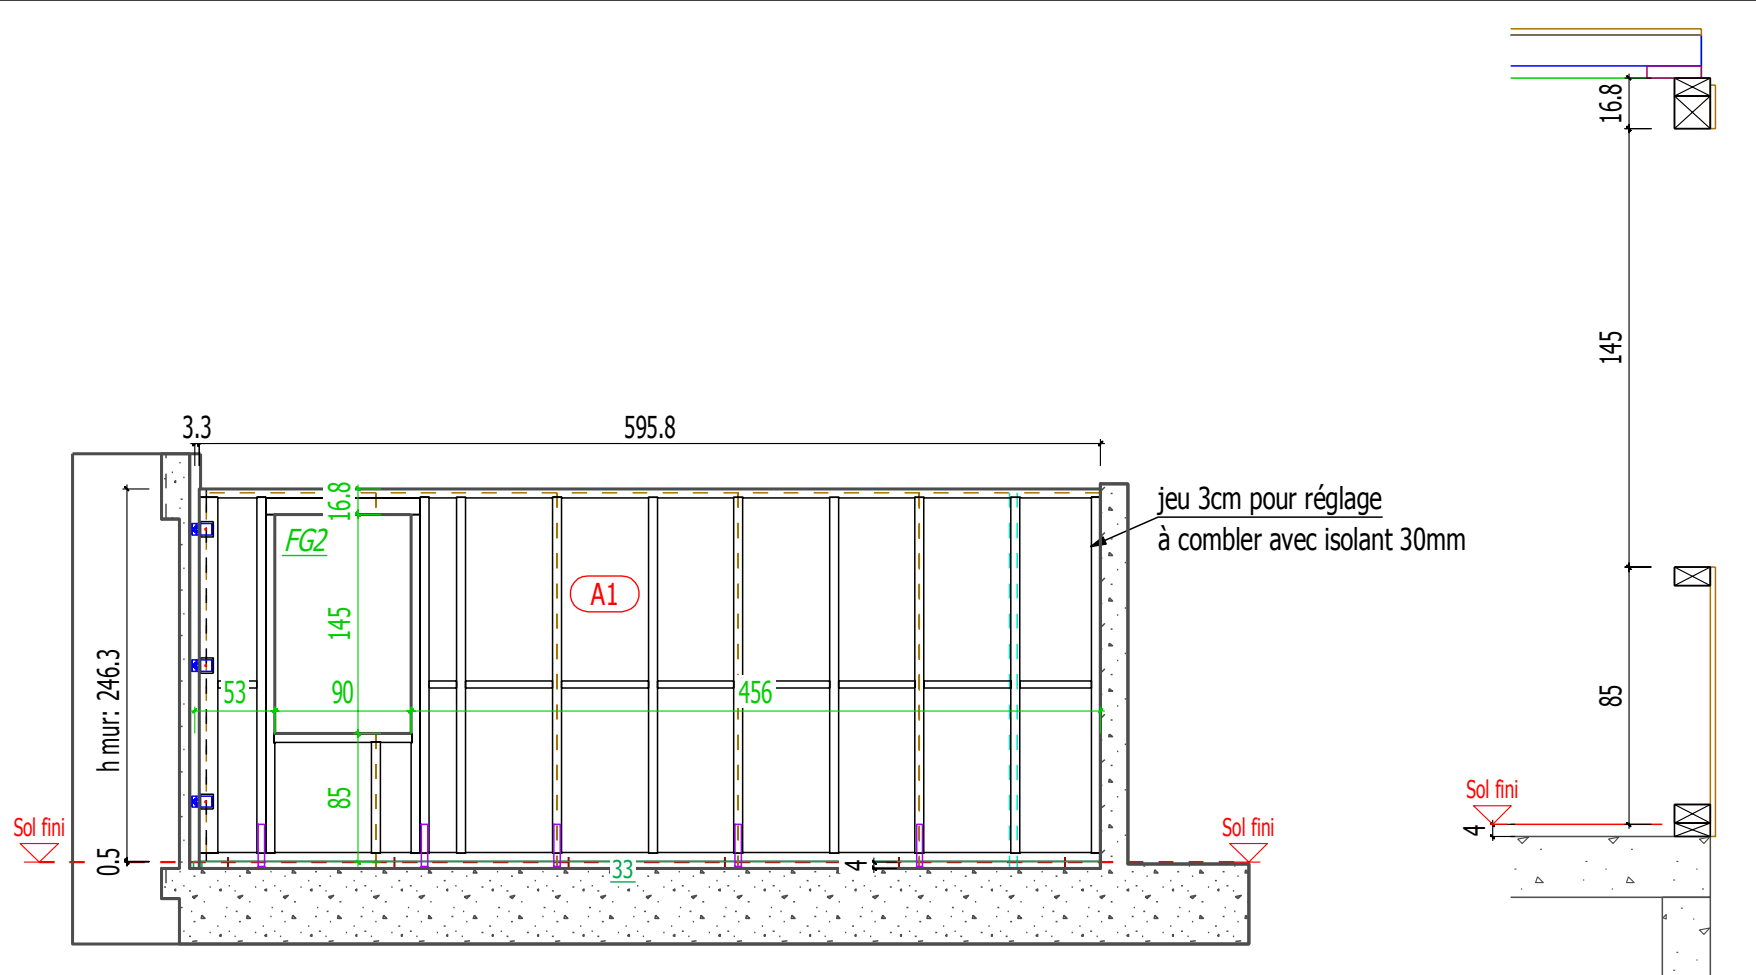 16.8
145
85
Sol fini
4
3.3
595.8
16.8
FG2
jeu 3cm pour réglage
à combler avec isolant 30mm
A1
145
h mur: 246.3
53
90
456
85
Sol fini
Sol fini
0.5
33
4